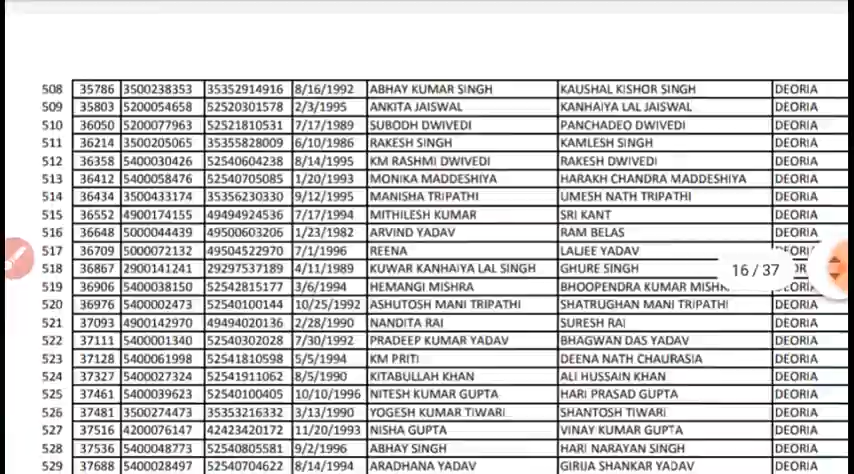 508 35786 3500238353 35352914916 8/16/1992 ABHAY KUMAR SINGH KAUSHAL KISHOR SINGH DEORIA
509 35803 5200054658 52520301578 2/3/1995 ANKITA JAISWAL KANHAIYA LAL JAISWAL DEORIA
510 36050 5200077963 52521810531 7/17/1989 SUBODH DWIVEDI PANCHADEO DWIVEDI DEORIA
511 36214 3500205065 35355828009 6/10/1986 RAKESH SINGH KAMLESH SINGH DEORIA
512 36358 5400030426 52540604238 8/14/1995 KM RASHMI DWIVEDI RAKESH DWIVEDI DEORIA
513 36412 5400058476 52540705085 1/20/1993 MONIKA MADDESHIYA HARAKH CHANDRA MADDESHIYA DEORIA
514 36434 3500433174 35356230330 9/12/1995 MANISHA TRIPATHI UMESH NATH TRIPATHI DEORIA
515 36552 4900174155 49494924536 7/17/1994 MITHILESH KUMAR SRI KANT DEORIA
516 36648 5000044439 49500603206 1/23/1982 ARVIND YADAV RAM BELAS DEORIA
517 36709 5000072132 49504522970 7/1/1996 REENA LALJEE YADAV
518 36867 2900141241 29297537189 4/11/1989 KUWAR KANHAIYA LAL SINGH GHURE SINGH
16 / 37
519 36906 5400038150 52542815177 3/6/1994 HEMANGI MISHRA BHOOPENDRA KUMAR
520 36976 5400002473 52540100144 10/25/1992 ASHUTOSH MANI TRIPATHI SHATRUGHAN MANI TRIPATHI DEORIA
521 37093 4900142970 49494020136 2/28/1990 NANDITA RAI SURESH RAI DEORIA
522 37111 5400001340 52540302028 7/30/1992 PRADEEP KUMAR YADAV BHAGWAN DAS YADAV DEORIA
523 37128 5400061998 52541810598 5/5/1994 KM PRITI DEENA NATH CHAURASIA DEORIA
524 37327 5400027324 52541911062 8/5/1990 KITABULLAH KHAN ALI HUSSAIN KHAN DEORIA
525 37461 5400039623 52540100405 10/10/1996 NITESH KUMAR GUPTA HARI PRASAD GUPTA DEORIA
526 37481 3500274473 35353216332 3/13/1990 YOGESH KUMAR TIWARI SHANTOSH TIWARI DEORIA
527 37516 4200076147 42423420172 11/20/1993 NISHA GUPTA VINAY KUMAR GUPTA DEORIA
528 37536 5400048773 52540805581 9/2/1996 ABHAY SINGH HARI NARAYAN SINGH DEORIA
529 37688 5400028497 52540704622 8/14/1994 ARADHANA YADAV GIRIJA SHANKAR YADAV DEORIA